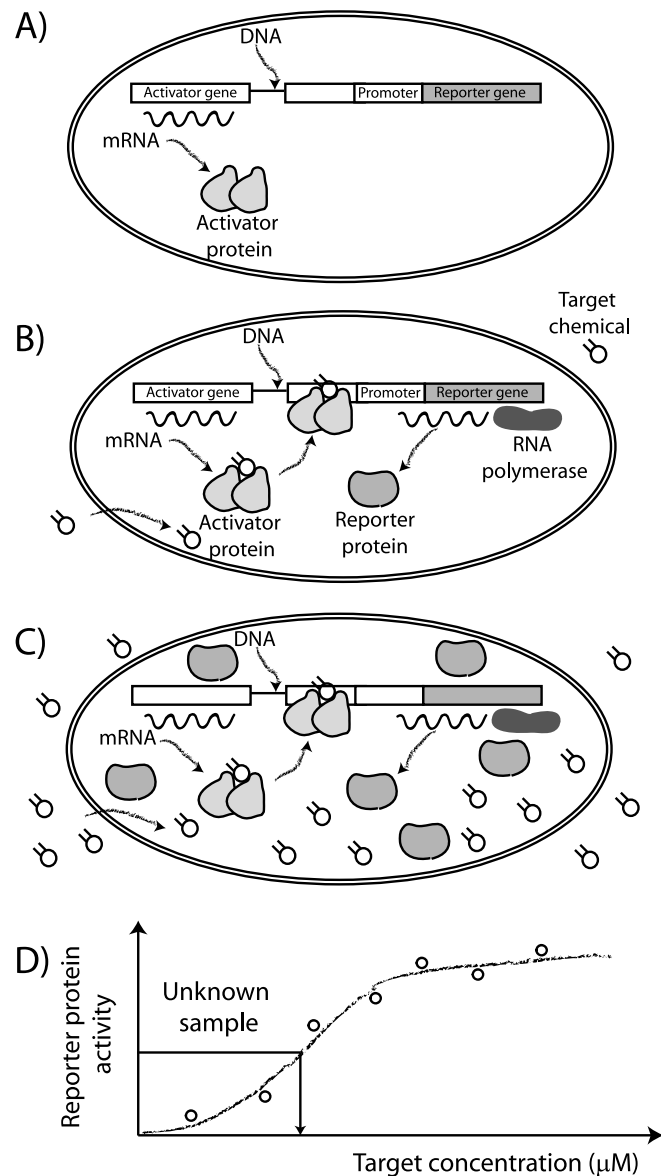 A)
DNA
Activator gene
Promoter
Reporter gene
mRNA
Activator
protein
Target
chemical
B)
DNA
Activator gene
Promoter
Reporter gene
mRNA
RNA
polymerase
Activator
protein
Reporter
protein
C)
DNA
mRNA
D)
Reporter protein
activity
Unknown
sample
Target concentration (μM)